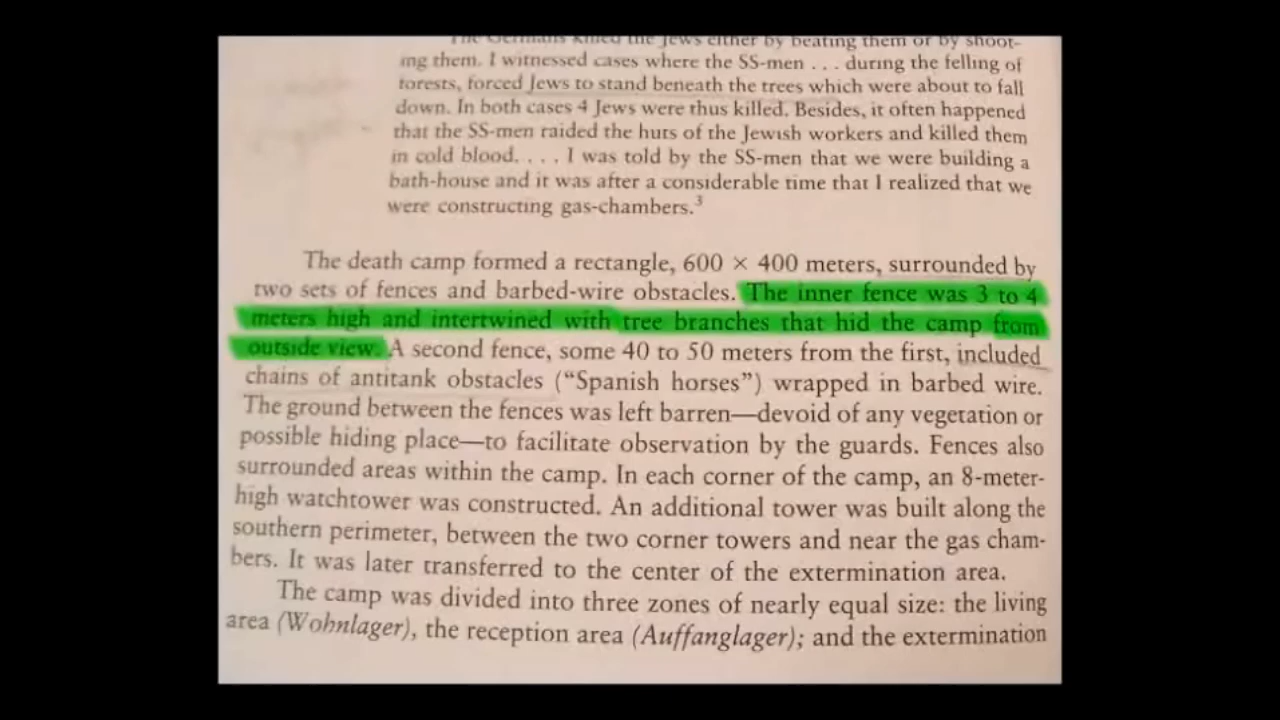 The Germans killed the Jews either by beating them or by shoot-
ing them. I witnessed cases where the SS-men . . . during the felling of
forests, forced Jews to stand beneath the trees which were about to fall
down. In both cases 4 Jews were thus killed. Besides, it often happened
that the SS-men raided the huts of the Jewish workers and killed them
in cold blood. . . . I was told by the SS-men that we were building a
bath-house and it was after a considerable time that I realized that we
were constructing gas-chambers.3
The death camp formed a rectangle, 600 × 400 meters, surrounded by
two sets of fences and barbed-wire obstacles. The inner fence was 3 to 4
meters high and intertwined with tree branches that hid the camp from
outside view. A second fence, some 40 to 50 meters from the first, included
chains of antitank obstacles (“Spanish horses”) wrapped in barbed wire.
The ground between the fences was left barren—devoid of any vegetation or
possible hiding place—to facilitate observation by the guards. Fences also
surrounded areas within the camp. In each corner of the camp, an 8-meter-
high watchtower was constructed. An additional tower was built along the
southern perimeter, between the two corner towers and near the gas cham-
bers. It was later transferred to the center of the extermination area.
The camp was divided into three zones of nearly equal size: the living
area (Wohnlager), the reception area (Auffanglager); and the extermination